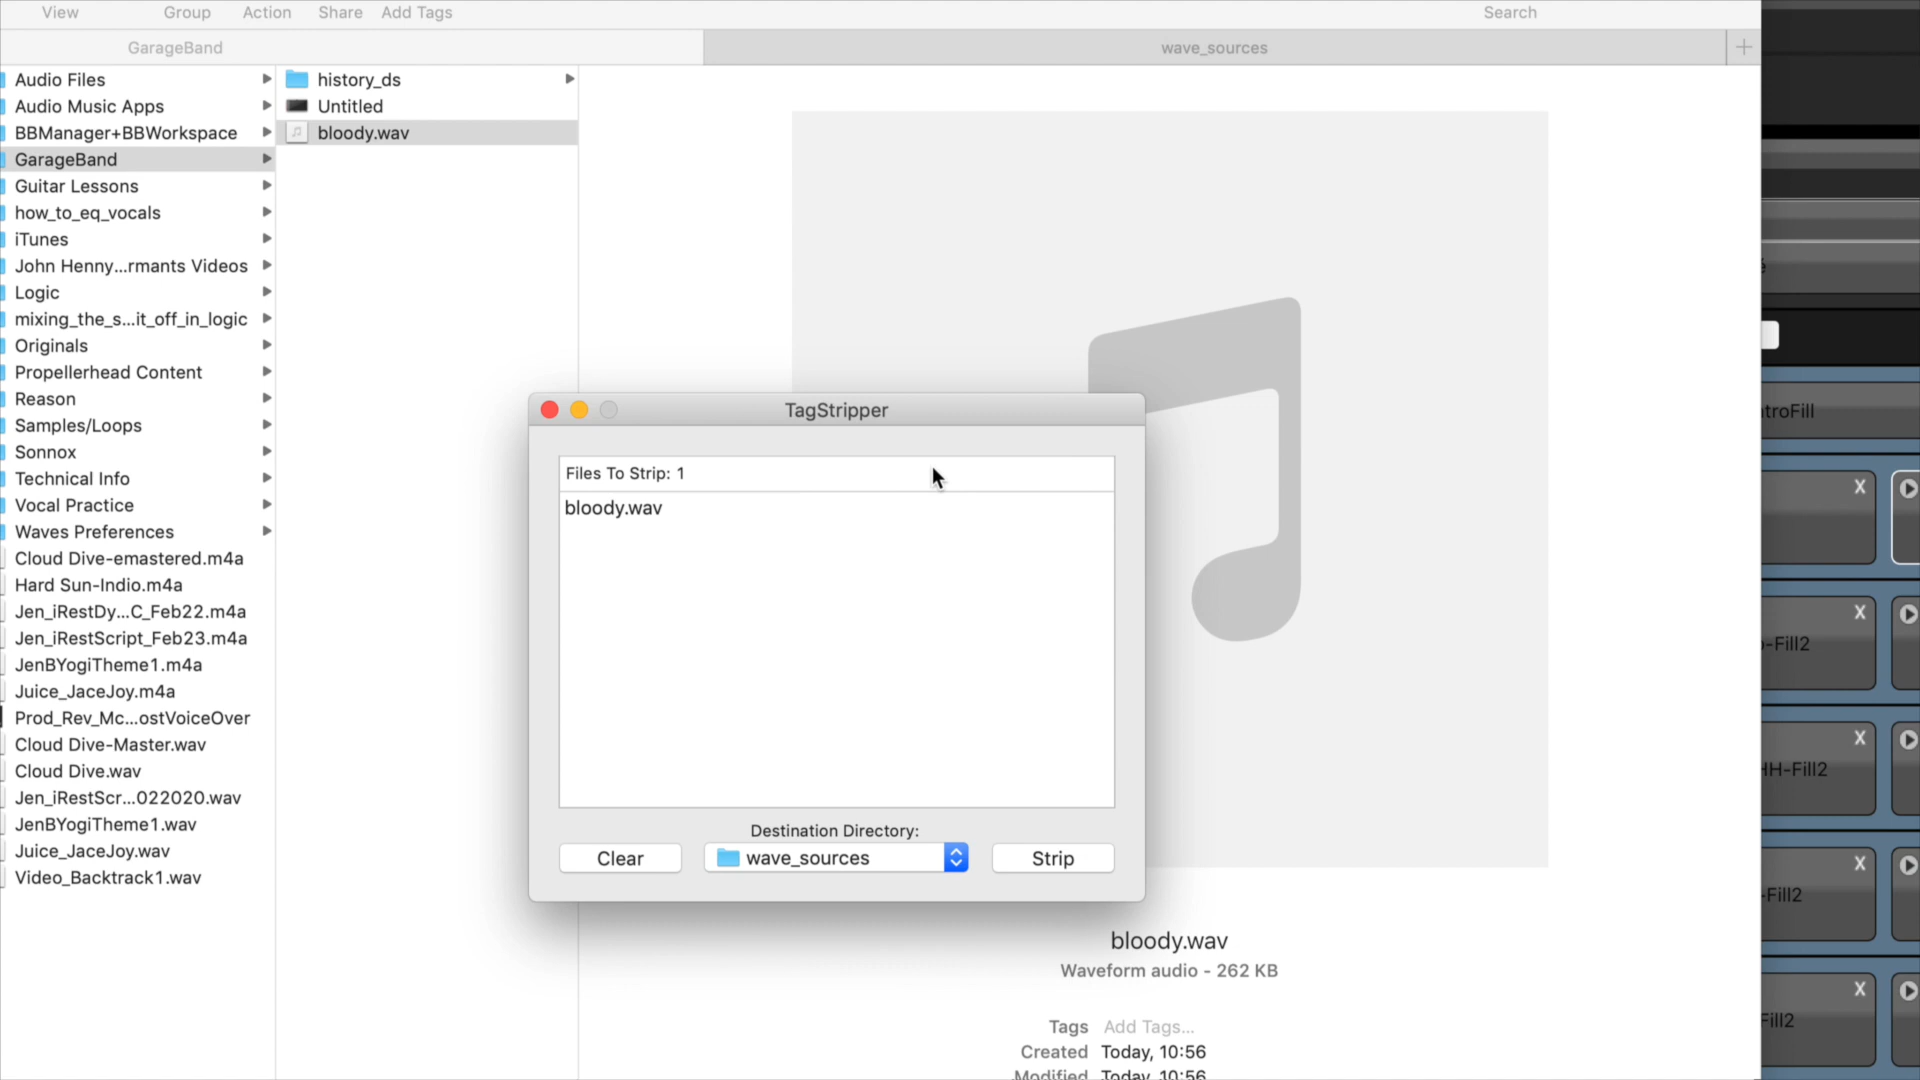 View
Group
Action
Share
Add Tags
Search
GarageBand
wave_sources
Audio Files
Audio Music Apps
BBManager+BBWorkspace
GarageBand
Guitar Lessons
how_to_eq_vocals
iTunes
John Henny...rmants Videos
Logic
mixing_the_s...it_off_in_logic
Originals
Propellerhead Content
Reason
Samples/Loops
Sonnox
Technical Info
Vocal Practice
Waves Preferences
Cloud Dive-emastered.m4a
Hard Sun-Indio.m4a
Jen_iRestDy...C_Feb22.m4a
Jen_iRestScript_Feb23.m4a
JenBYogiTheme1.m4a
Juice_JaceJoy.m4a
Prod_Rev_Mc...ostVoiceOver
Cloud Dive-Master.wav
Cloud Dive.wav
Jen_iRestScr...022020.wav
JenBYogiTheme1.wav
Juice_JaceJoy.wav
Video_Backtrack1.wav
history_ds
Untitled
bloody.wav
TagStripper
Files To Strip: 1
bloody.wav
Destination Directory:
Clear
wave_sources
Strip
bloody.wav
Waveform audio - 262 KB
Tags Add Tags...
Created Today, 10:56
Modified Today, 10:56
troFill
X
X
-Fill2
X
HH-Fill2
X
-Fill2
X
Fill2